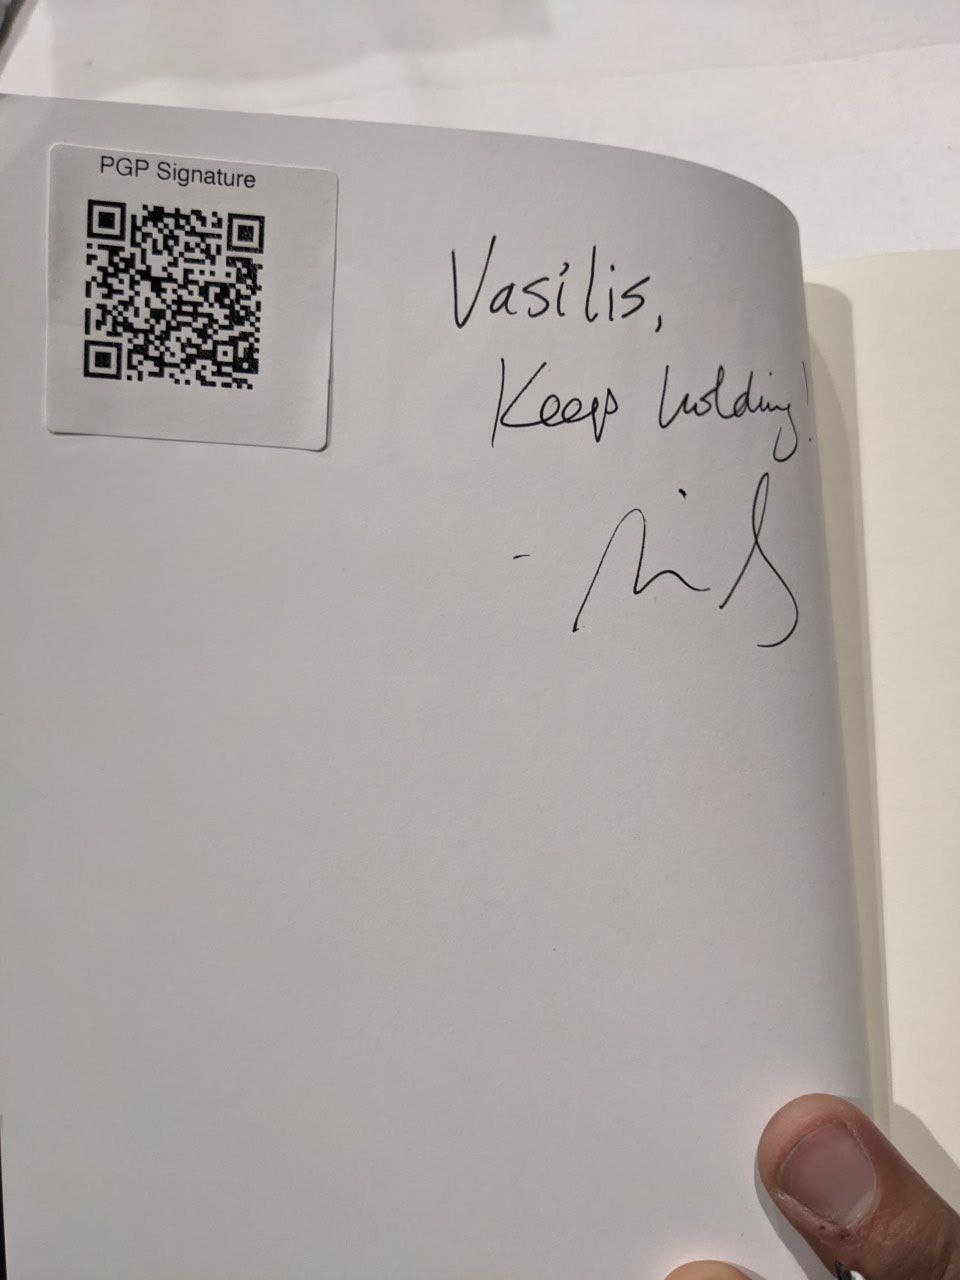 PGP Signature
Vasilis,
Keep holding!